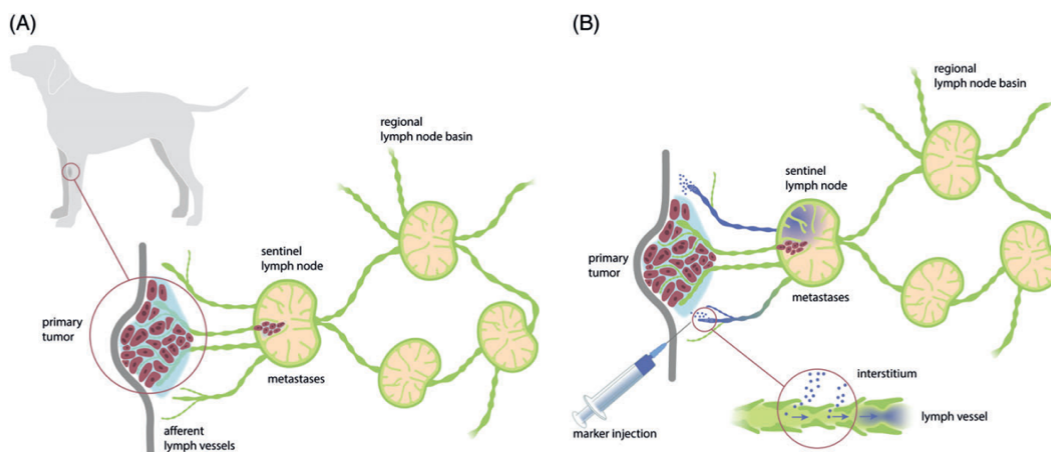 (A)
regional
lymph node basin
sentinel
lymph node
primary
tumor
metastases
afferent
lymph vessels
(B)
regional
lymph node basin
sentinel
lymph node
primary
tumor
metastases
interstitium
lymph vessel
marker injection